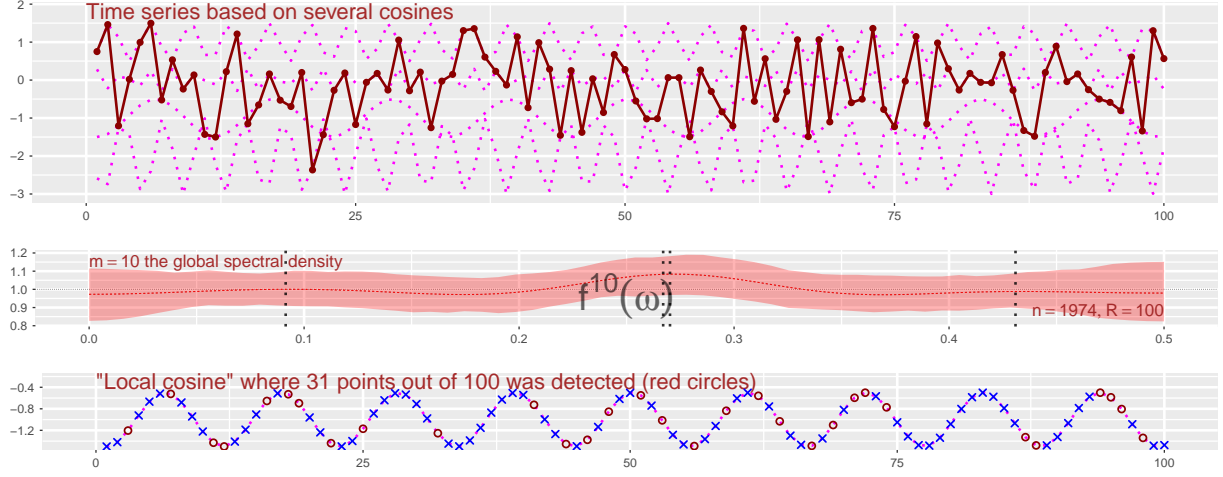 Time series based on several cosines
2
1
0
−1
−2
−3
0 25 50 75 100
m = 10 the global spectral density
1.2
1.1
1.0
0.9
0.8
f10(ω)
n = 1974, R = 100
0.0 0.1 0.2 0.3 0.4 0.5
"Local cosine" where 31 points out of 100 was detected (red circles)
−0.4
−0.8
−1.2
0 25 50 75 100